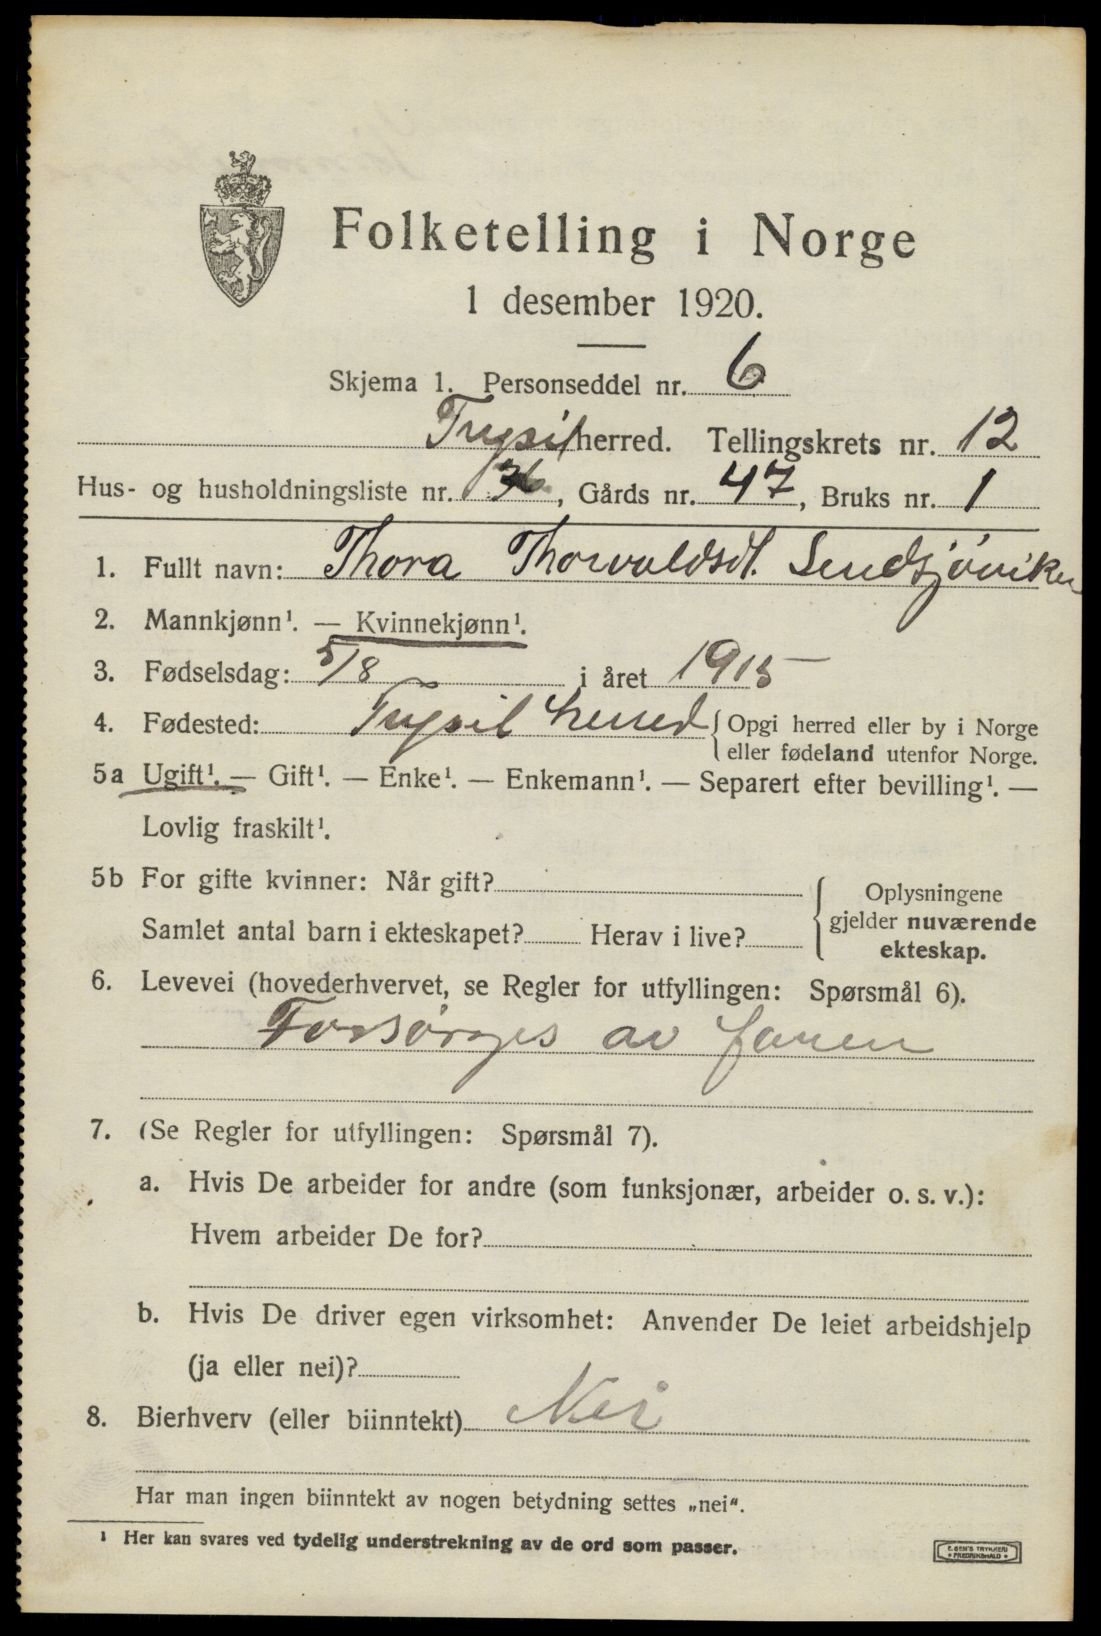 Folketelling i Norge
1 desember 1920.
Skjema 1. Personseddel nr. 6
Trysil herred. Tellingskrets nr. 12
Hus- og husholdningsliste nr. 36, Gårds nr. 47, Bruks nr. 1
1. Fullt navn: Thora Thorvaldsdt. Sendsjøviken
2. Mannkjønn¹. — Kvinnekjønn¹.
3. Fødselsdag: 5/8 i året 1915
4. Fødested: Trysil herred { Opgi herred eller by i Norge
eller fødeland utenfor Norge.
5a Ugift¹. — Gift¹. — Enke¹. — Enkemann¹. — Separert efter bevilling¹. —
Lovlig fraskilt¹.
5b For gifte kvinner: Når gift? { Oplysningene
gjelder nuværende
Samlet antal barn i ekteskapet? Herav i live?
ekteskap.
6. Levevei (hovederhvervet, se Regler for utfyllingen: Spørsmål 6).
Forsørges av faren
7. (Se Regler for utfyllingen: Spørsmål 7).
a. Hvis De arbeider for andre (som funksjonær, arbeider o. s. v.):
Hvem arbeider De for?
b. Hvis De driver egen virksomhet: Anvender De leiet arbeidshjelp
(ja eller nei)?
8. Bierhverv (eller biinntekt) Nei
Har man ingen biinntekt av nogen betydning settes „nei“.
¹ Her kan svares ved tydelig understrekning av de ord som passer.
TRYKKERI
FREDRIKSHALD